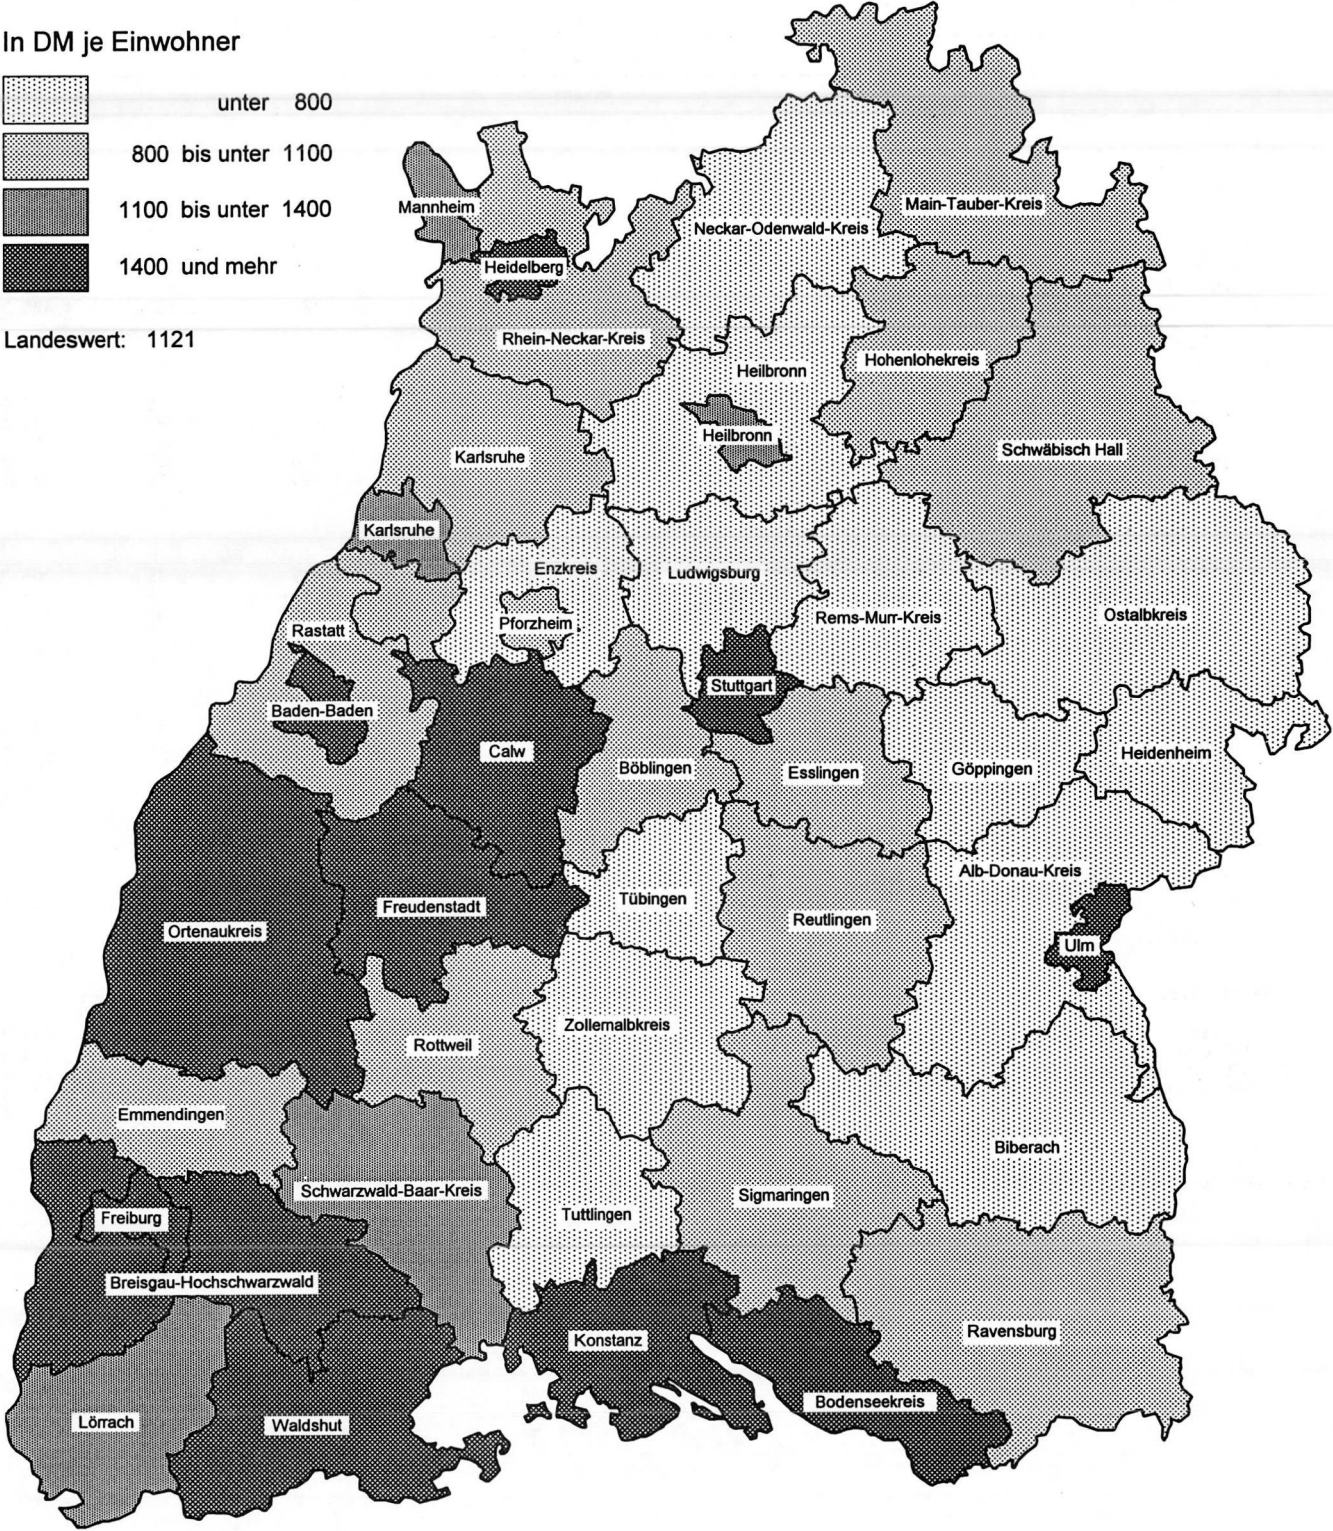 In DM je Einwohner
unter 800
800 bis unter 1100
1100 bis unter 1400
1400 und mehr
Landeswert: 1121
Mannheim
Main-Tauber-Kreis
Neckar-Odenwald-Kreis
Heidelberg
Rhein-Neckar-Kreis
Hohenlohekreis
Heilbronn
Heilbronn
Schwäbisch Hall
Karlsruhe
Karlsruhe
Enzkreis
Ludwigsburg
Ostalbkreis
Rems-Murr-Kreis
Pforzheim
Rastatt
Stuttgart
Baden-Baden
Calw
Heidenheim
Böblingen
Esslingen
Göppingen
Alb-Donau-Kreis
Tübingen
Freudenstadt
Reutlingen
Ortenaukreis
Ulm
Zollernalbkreis
Rottweil
Emmendingen
Biberach
Schwarzwald-Baar-Kreis
Sigmaringen
Tuttlingen
Freiburg
Breisgau-Hochschwarzwald
Ravensburg
Konstanz
Bodenseekreis
Lörrach
Waldshut